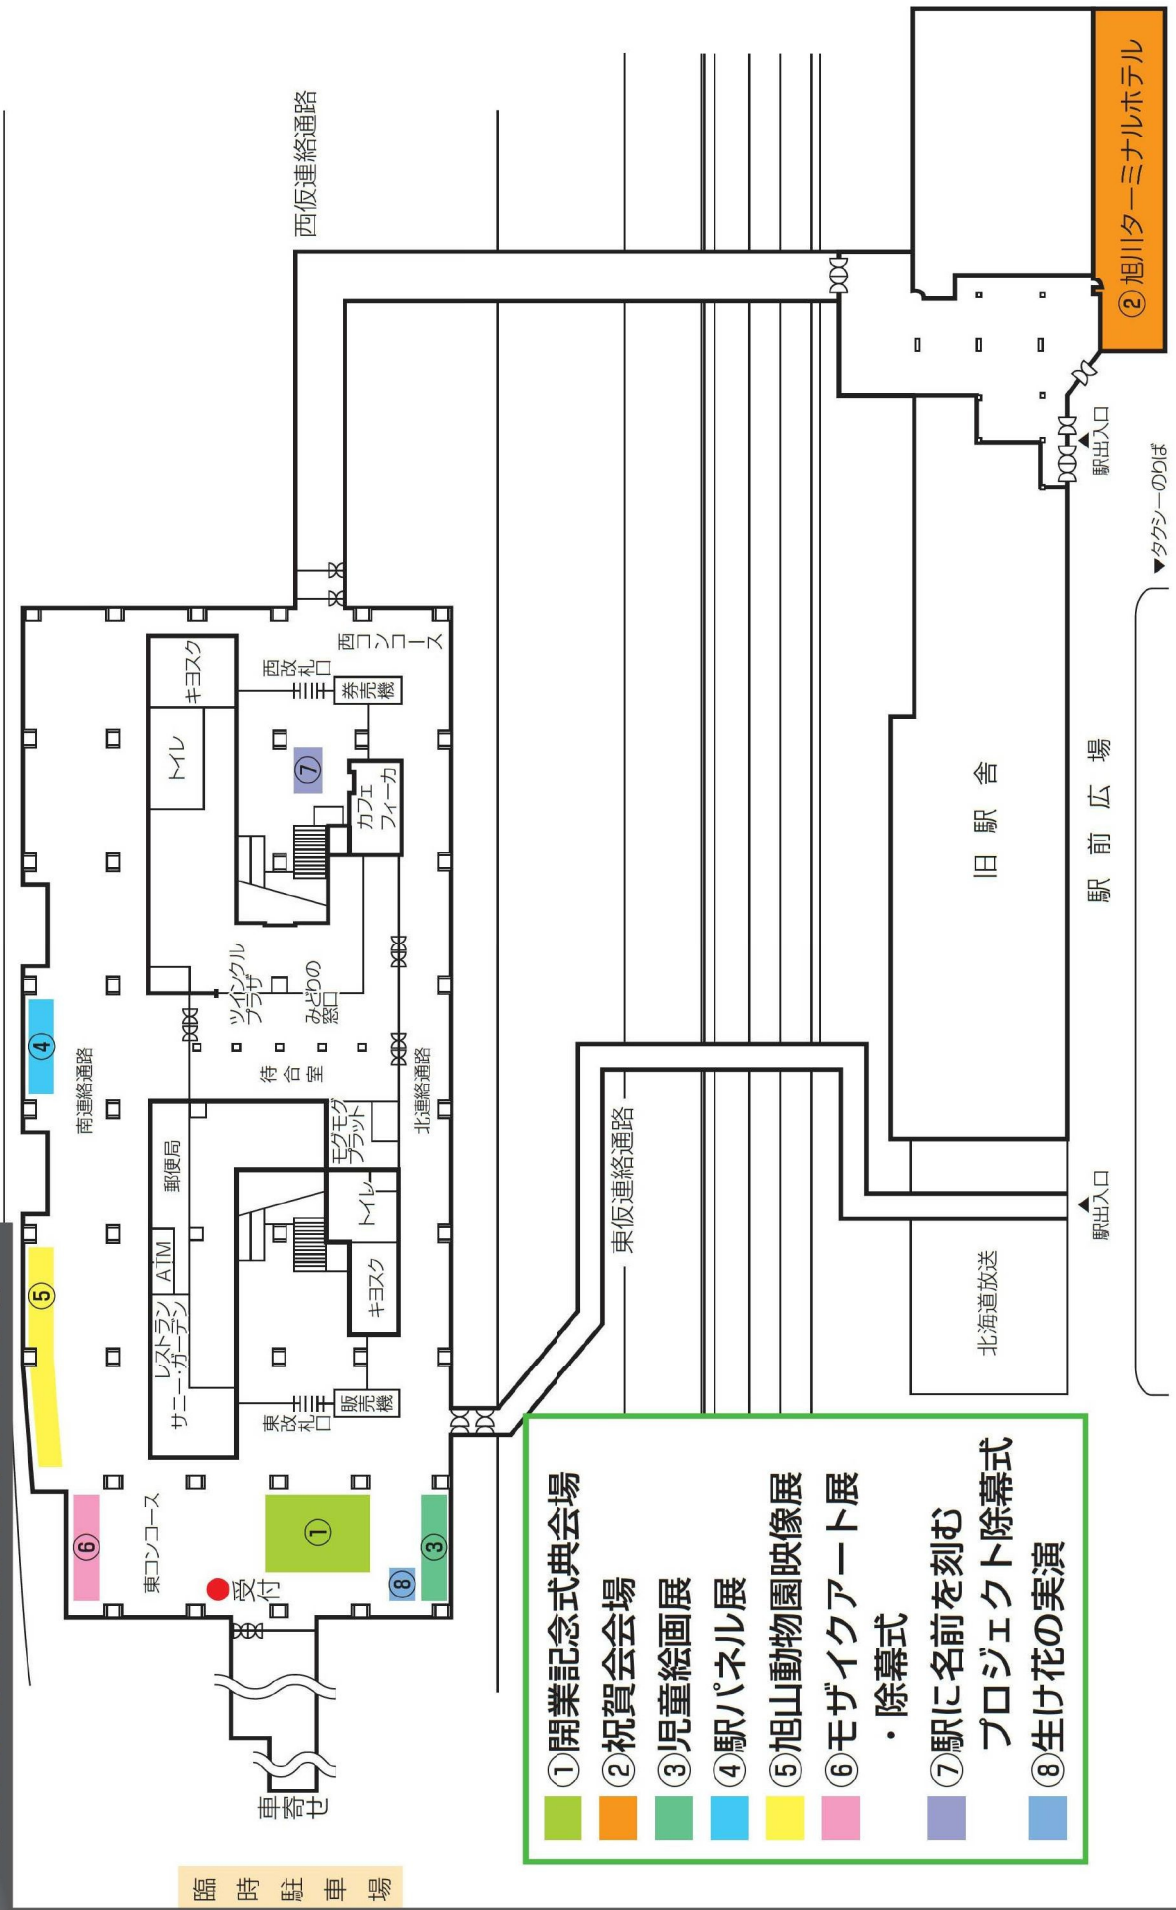 西仮連絡通路
②旭川ターミナルホテル
駅出入口
▼タクシーのりば
キヨスク
トイレ
西改札口
券売機
西コンコース
⑦
カフェ
フィーカ
旧駅舎
駅前広場
④
南連絡通路
ツインクル
プラザ
みどりの
窓口
待合室
北連絡通路
郵便局
モグモグ
プラット
トイレ
ATM
レストラン
サニー・ガーデン
キヨスク
東改札口
販売機
⑤
東仮連絡通路
駅出入口
北海道放送
⑥
東コンコース
受付
①
⑧
③
車寄せ
臨時駐車場
①開業記念式典会場
②祝賀会会場
③児童絵画展
④駅パネル展
⑤旭山動物園映像展
⑥モザイクアート展
・除幕式
⑦駅に名前を刻む
プロジェクト除幕式
⑧生け花の実演